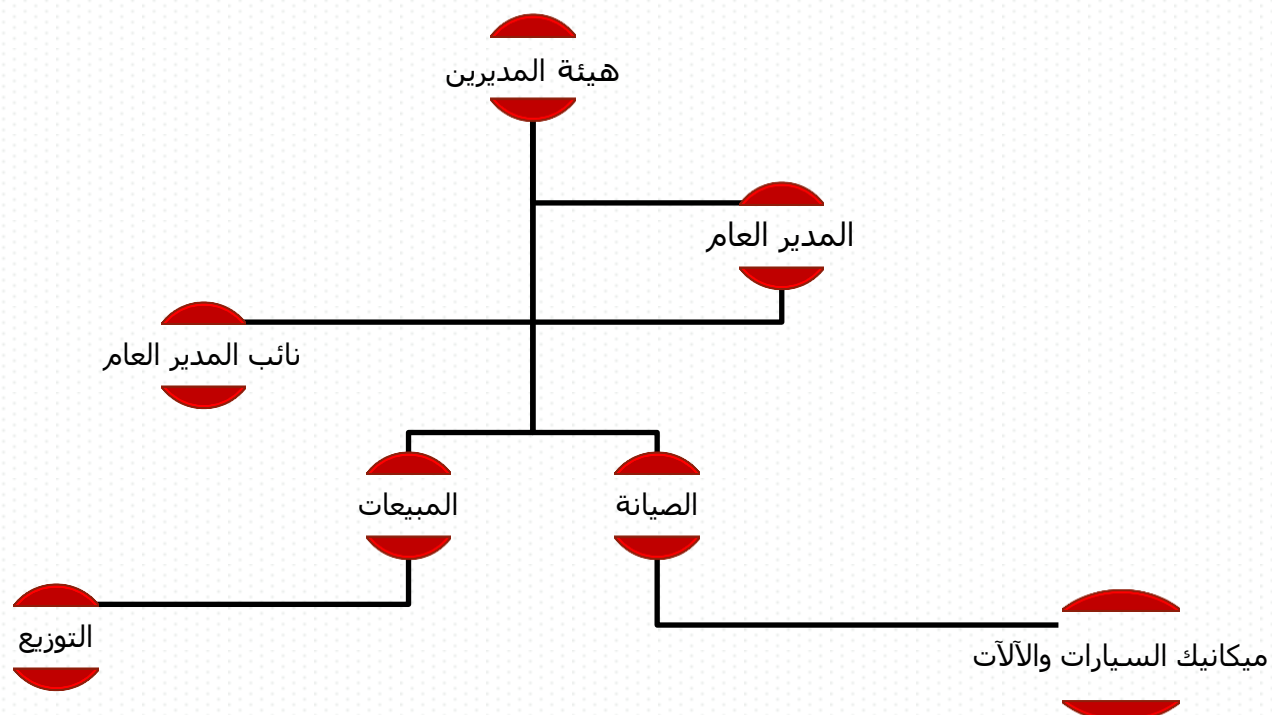 هيئة المديرين
المدير العام
نائب المدير العام
الصيانة
المبيعات
التوزيع
ميكانيك السيارات والآلآت